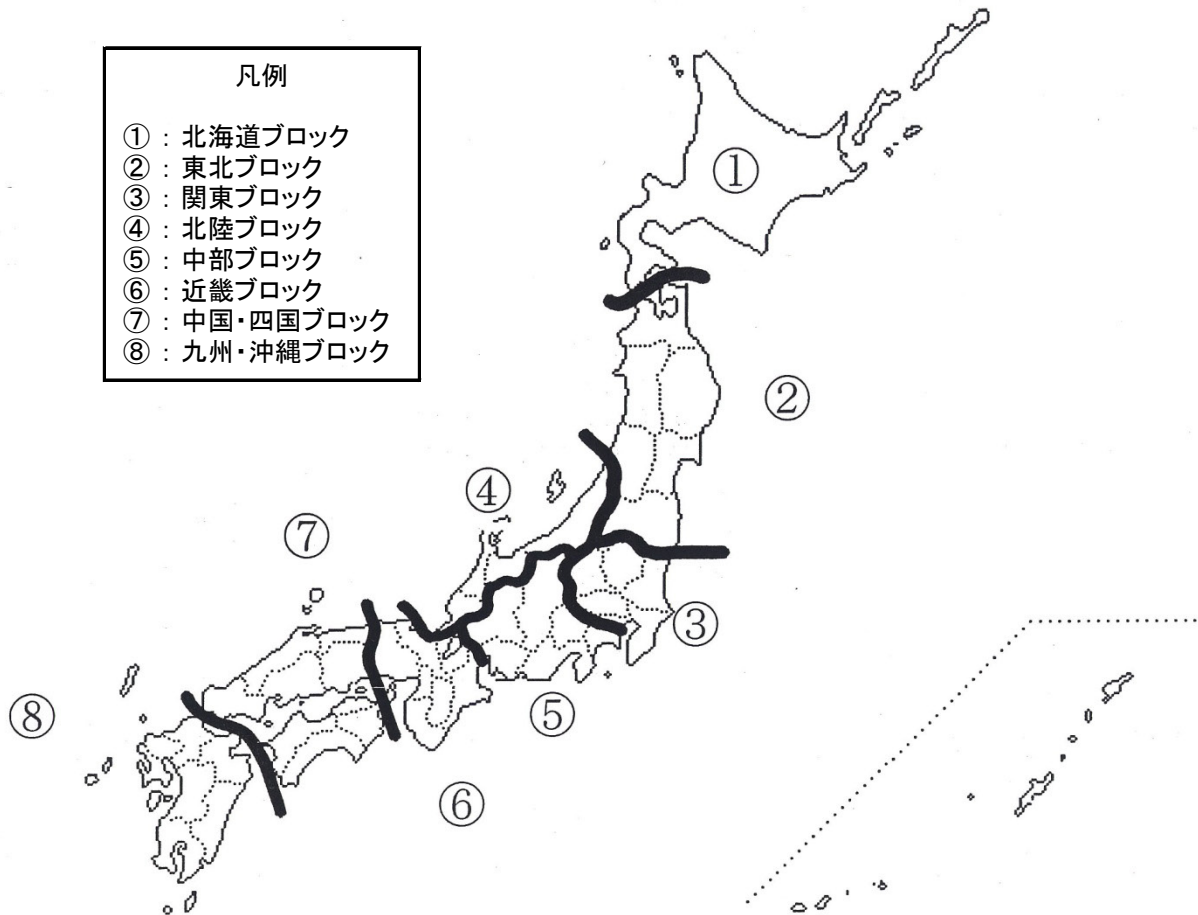 凡例
① : 北海道ブロック
② : 東北ブロック
③ : 関東ブロック
④ : 北陸ブロック
⑤ : 中部ブロック
⑥ : 近畿ブロック
⑦ : 中国・四国ブロック
⑧ : 九州・沖縄ブロック
①
②
④
⑦
③
⑧
⑤
⑥